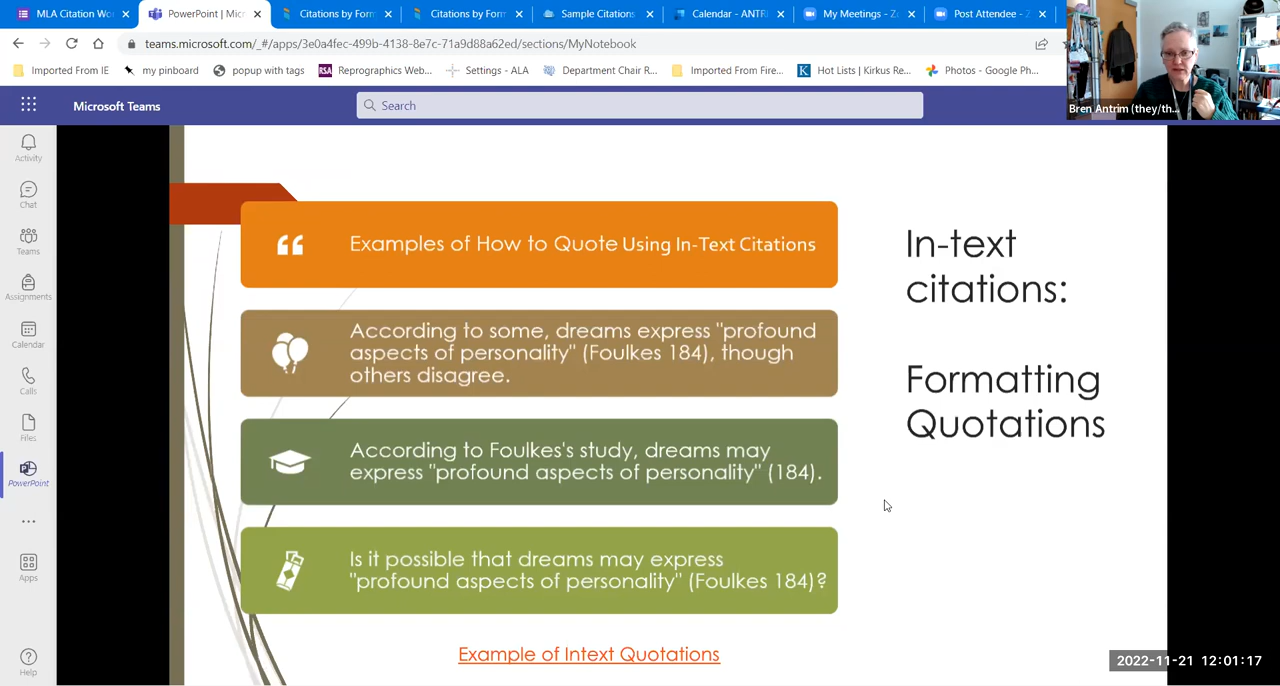 MLA Citation Wo
PowerPoint | Micr
Citations by Form
Citations by Form
Sample Citations
Calendar - ANTRI
My Meetings - Zo
Post Attendee - Z
teams.microsoft.com/_#/apps/3e0a4fec-499b-4138-8e7c-71a9d88a62ed/sections/MyNotebook
Imported From IE
my pinboard
popup with tags
RSA Reprographics Web...
Settings - ALA
Department Chair R...
Imported From Fire...
K Hot Lists | Kirkus Re...
Photos - Google Ph...
Bren Antrim (they/th...
Microsoft Teams
Search
Activity
Chat
Teams
Assignments
Calendar
Calls
Files
PowerPoint
...
Apps
Help
Examples of How to Quote Using In-Text Citations
According to some, dreams express "profound
aspects of personality" (Foulkes 184), though
others disagree.
According to Foulkes's study, dreams may
express "profound aspects of personality" (184).
Is it possible that dreams may express
"profound aspects of personality" (Foulkes 184)?
Example of Intext Quotations
In-text
citations:
Formatting
Quotations
2022-11-21 12:01:17